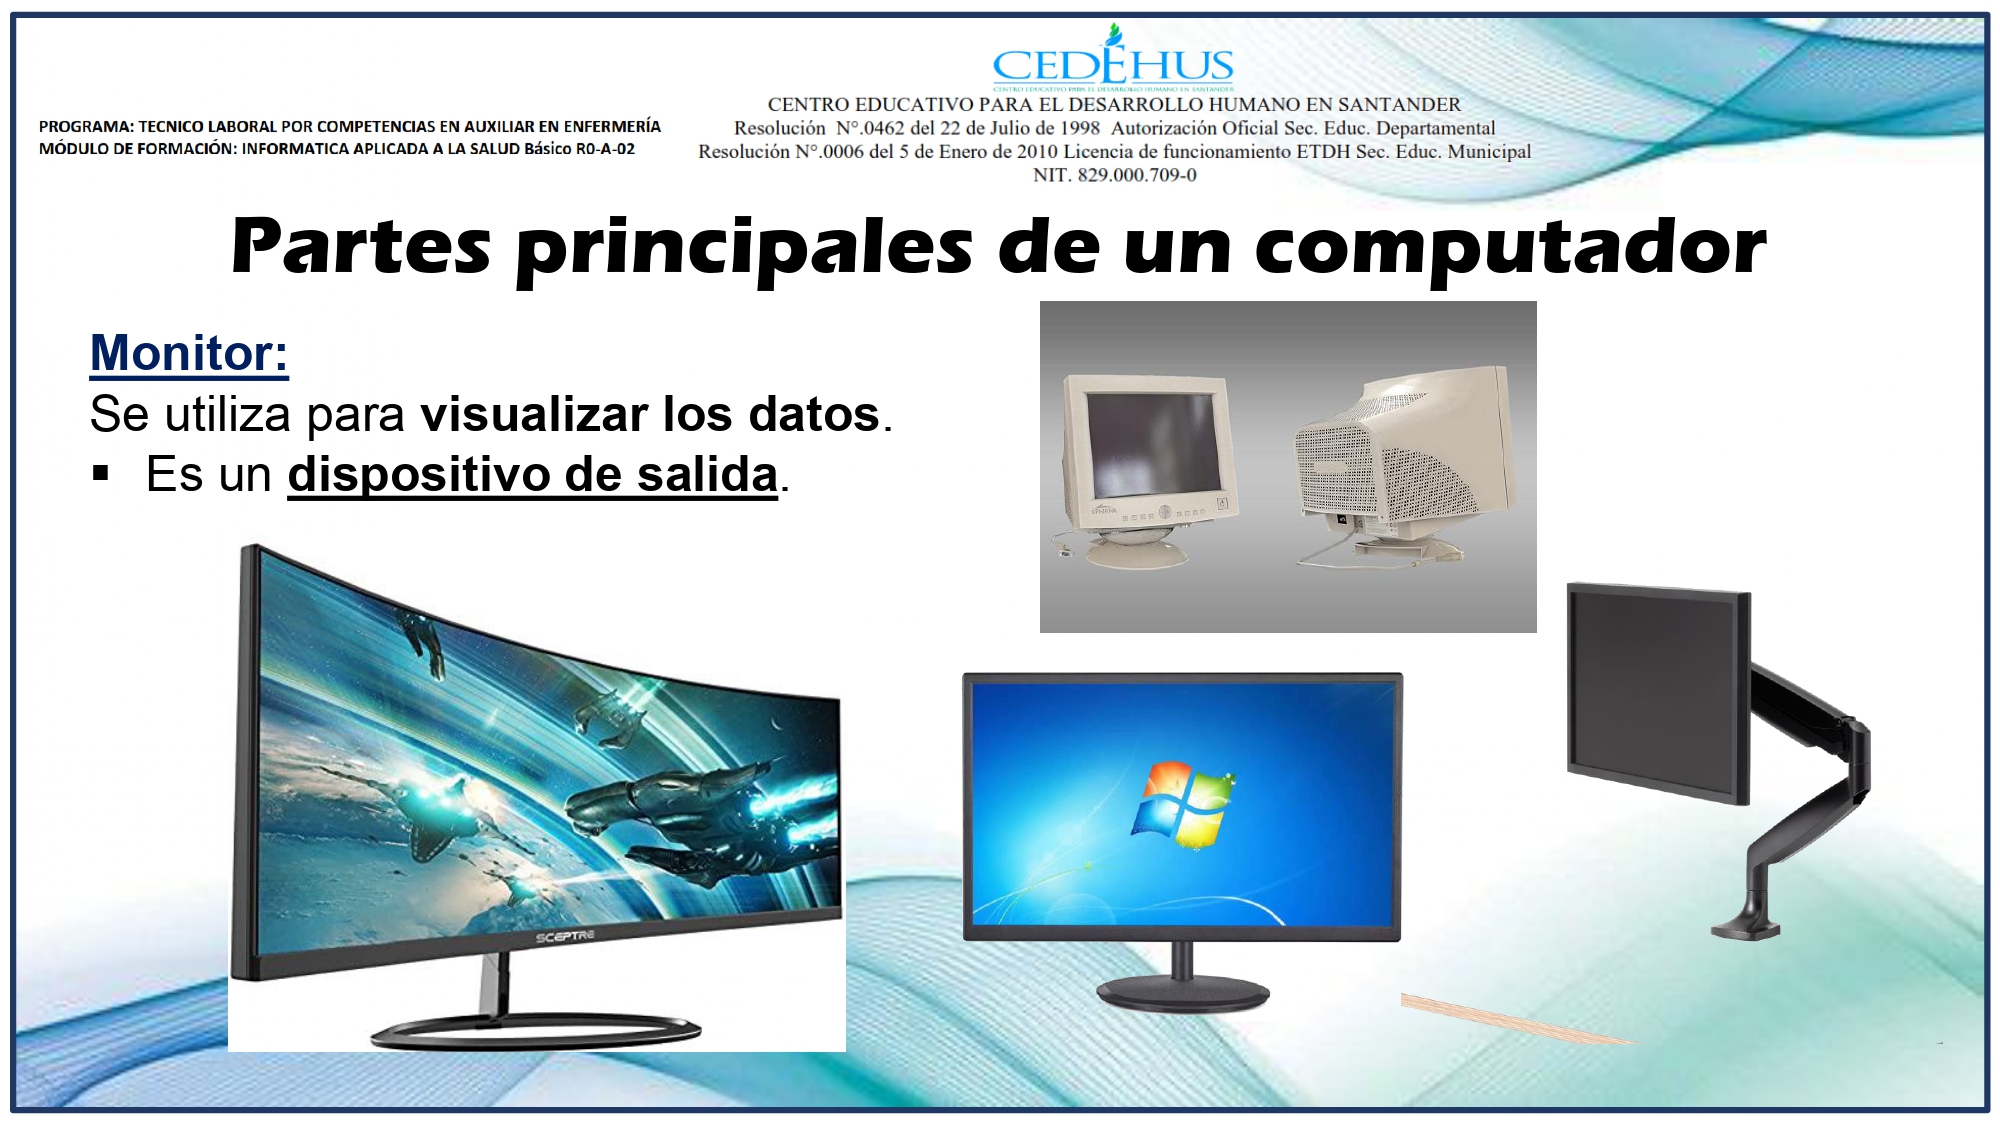 CEDEHUS
CENTRO EDUCATIVO PARA EL DESARROLLO HUMANO EN SANTANDER
CENTRO EDUCATIVO PARA EL DESARROLLO HUMANO EN SANTANDER
Resolución N°.0462 del 22 de Julio de 1998 Autorización Oficial Sec. Educ. Departamental
Resolución N°.0006 del 5 de Enero de 2010 Licencia de funcionamiento ETDH Sec. Educ. Municipal
NIT. 829.000.709-0
PROGRAMA: TECNICO LABORAL POR COMPETENCIAS EN AUXILIAR EN ENFERMERÍA
MÓDULO DE FORMACIÓN: INFORMATICA APLICADA A LA SALUD Básico R0-A-02
Partes principales de un computador
Monitor:
Se utiliza para visualizar los datos.
▪ Es un dispositivo de salida.
SCEPTRE